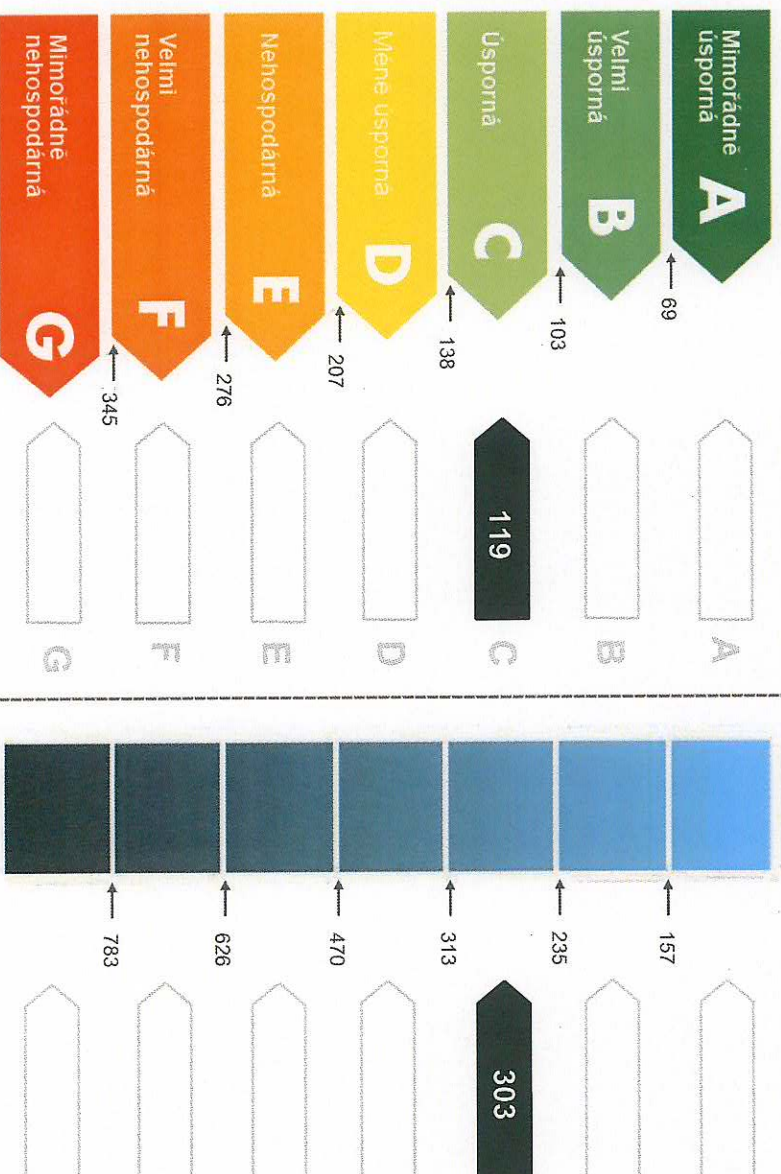 Mimořádně
úsporná
A
69
A
157
Velmi
úsporná
B
103
B
235
Úsporná
C
138
119
C
313
303
Méně úsporná
D
207
D
470
Nehospodárná
E
276
E
626
Velmi
nehospodárná
F
345
F
783
Mimořádně
nehospodárná
G
G